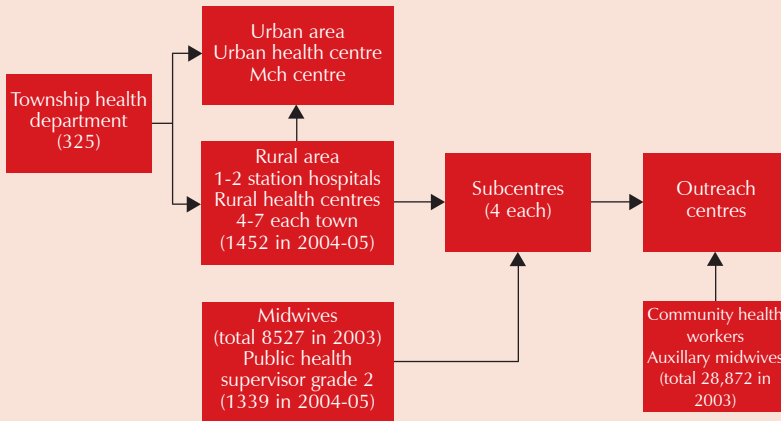 Urban area
Urban health centre
Mch centre
Township health
department
(325)
Rural area
1-2 station hospitals
Rural health centres
4-7 each town
(1452 in 2004-05)
Subcentres
(4 each)
Outreach
centres
Midwives
(total 8527 in 2003)
Public health
supervisor grade 2
(1339 in 2004-05)
Community health
workers
Auxillary midwives
(total 28,872 in
2003)